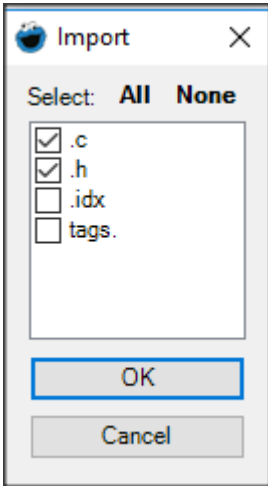 Import
Select: All None
.c
.h
.idx
tags.
OK
Cancel